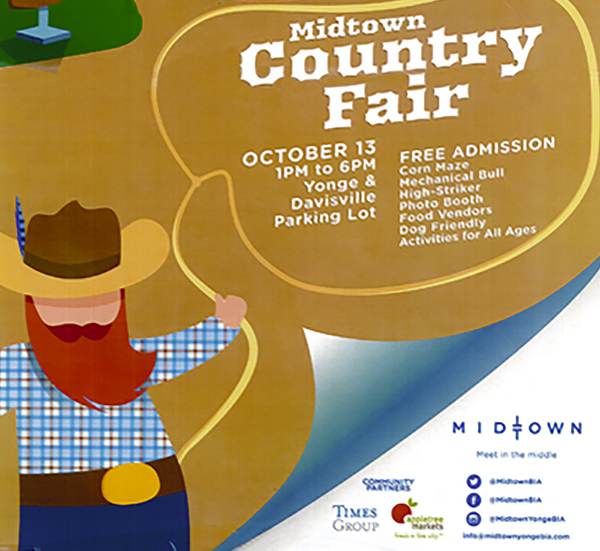 Midtown
Country
Fair
OCTOBER 13
1PM to 6PM
Yonge &
Davisville
Parking Lot
FREE ADMISSION
Corn Maze
Mechanical Bull
High-Striker
Photo Booth
Food Vendors
Dog Friendly
Activities for All Ages
MIDTOWN
Meet in the middle
@MidtownBIA
@MidtownBIA
@MidtownYongeBIA
info@midtownyongebia.com
COMMUNITY
PARTNERS
TIMES
GROUP
appletree
markets